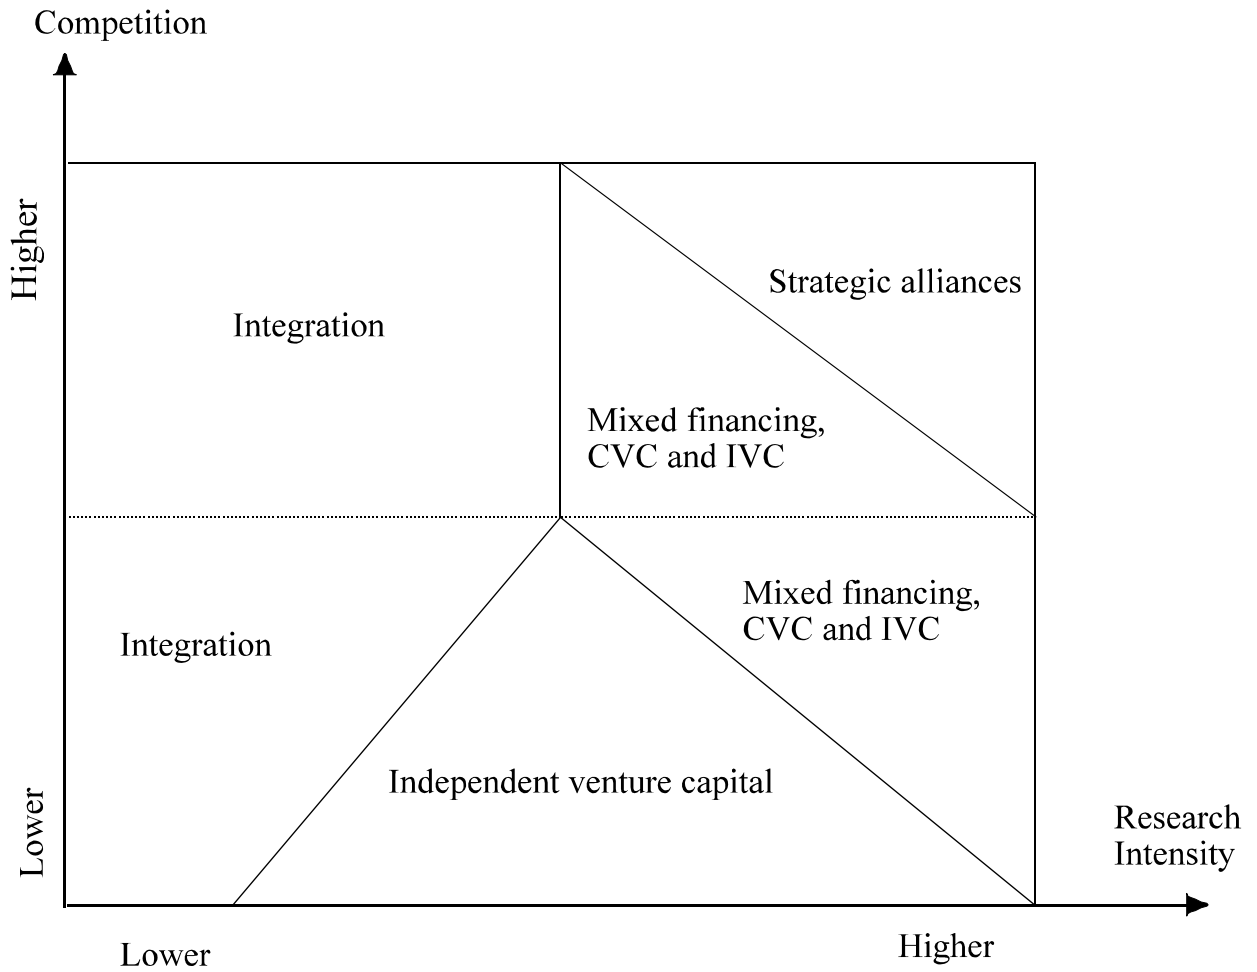 Competition
Higher
Strategic alliances
Integration
Mixed financing,
CVC and IVC
Mixed financing,
CVC and IVC
Integration
Independent venture capital
Lower
Research
Intensity
Lower
Higher